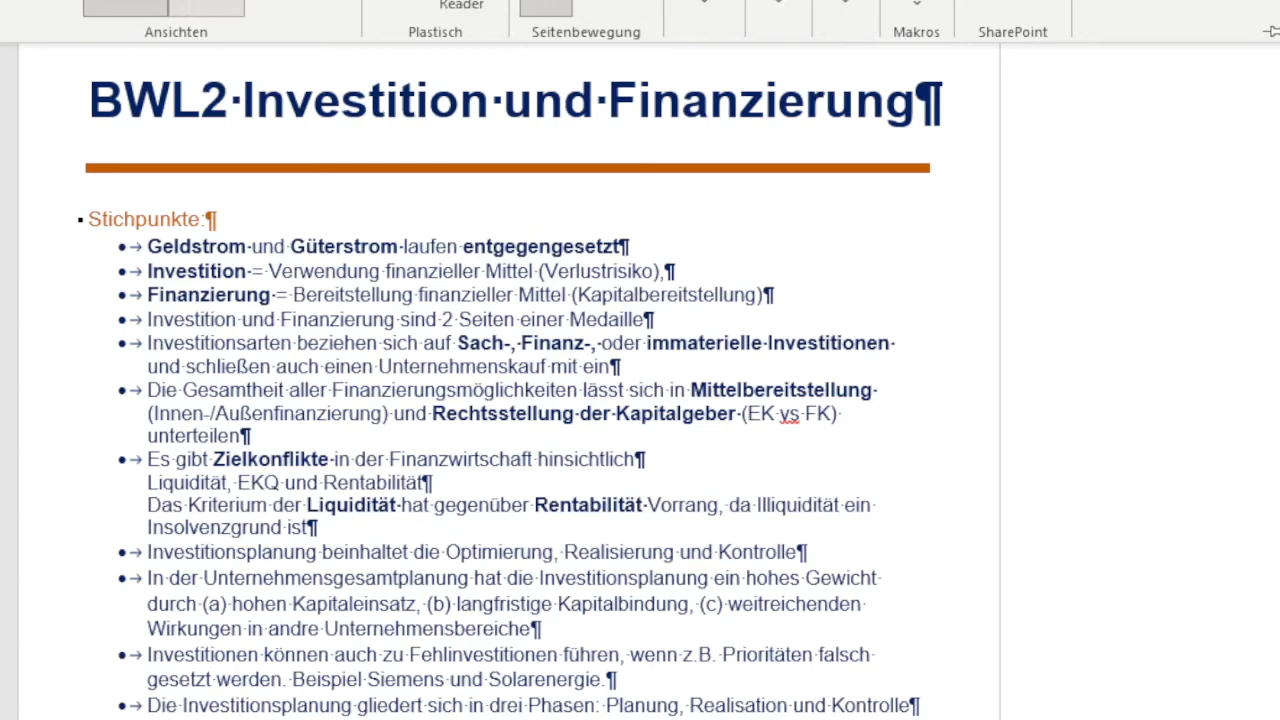 Reader
Ansichten Plastisch Seitenbewegung Makros SharePoint
BWL2·Investition·und·Finanzierung¶
Stichpunkte:¶
•→Geldstrom·und·Güterstrom·laufen·entgegengesetzt¶
•→Investition·=·Verwendung·finanzieller·Mittel·(Verlustrisiko),¶
•→Finanzierung·=·Bereitstellung·finanzieller·Mittel·(Kapitalbereitstellung)¶
•→Investition·und·Finanzierung·sind·2·Seiten·einer·Medaille¶
•→Investitionsarten·beziehen·sich·auf·Sach-,·Finanz-,·oder·immaterielle·Investitionen·
und·schließen·auch·einen·Unternehmenskauf·mit·ein¶
•→Die·Gesamtheit·aller·Finanzierungsmöglichkeiten·lässt·sich·in·Mittelbereitstellung·
(Innen-/Außenfinanzierung)·und·Rechtsstellung·der·Kapitalgeber·(EK·vs·FK)·
unterteilen¶
•→Es·gibt·Zielkonflikte·in·der·Finanzwirtschaft·hinsichtlich¶
Liquidität,·EKQ·und·Rentabilität¶
Das·Kriterium·der·Liquidität·hat·gegenüber·Rentabilität·Vorrang,·da·Illiquidität·ein·
Insolvenzgrund·ist¶
•→Investitionsplanung·beinhaltet·die·Optimierung,·Realisierung·und·Kontrolle¶
•→In·der·Unternehmensgesamtplanung·hat·die·Investitionsplanung·ein·hohes·Gewicht·
durch·(a)·hohen·Kapitaleinsatz,·(b)·langfristige·Kapitalbindung,·(c)·weitreichenden·
Wirkungen·in·andre·Unternehmensbereiche¶
•→Investitionen·können·auch·zu·Fehlinvestitionen·führen,·wenn·z.B.·Prioritäten·falsch·
gesetzt·werden.·Beispiel·Siemens·und·Solarenergie.¶
•→Die·Investitionsplanung·gliedert·sich·in·drei·Phasen:·Planung,·Realisation·und·Kontrolle¶